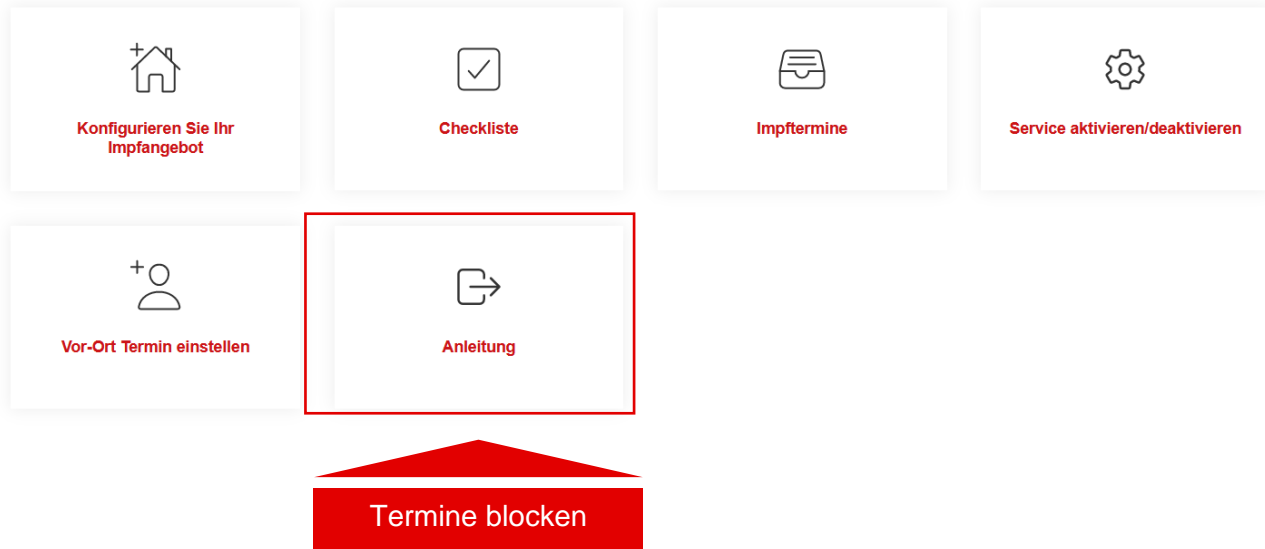 Konfigurieren Sie Ihr
Impfangebot
Checkliste
Impftermine
Service aktivieren/deaktivieren
Vor-Ort Termin einstellen
Anleitung
Termine blocken